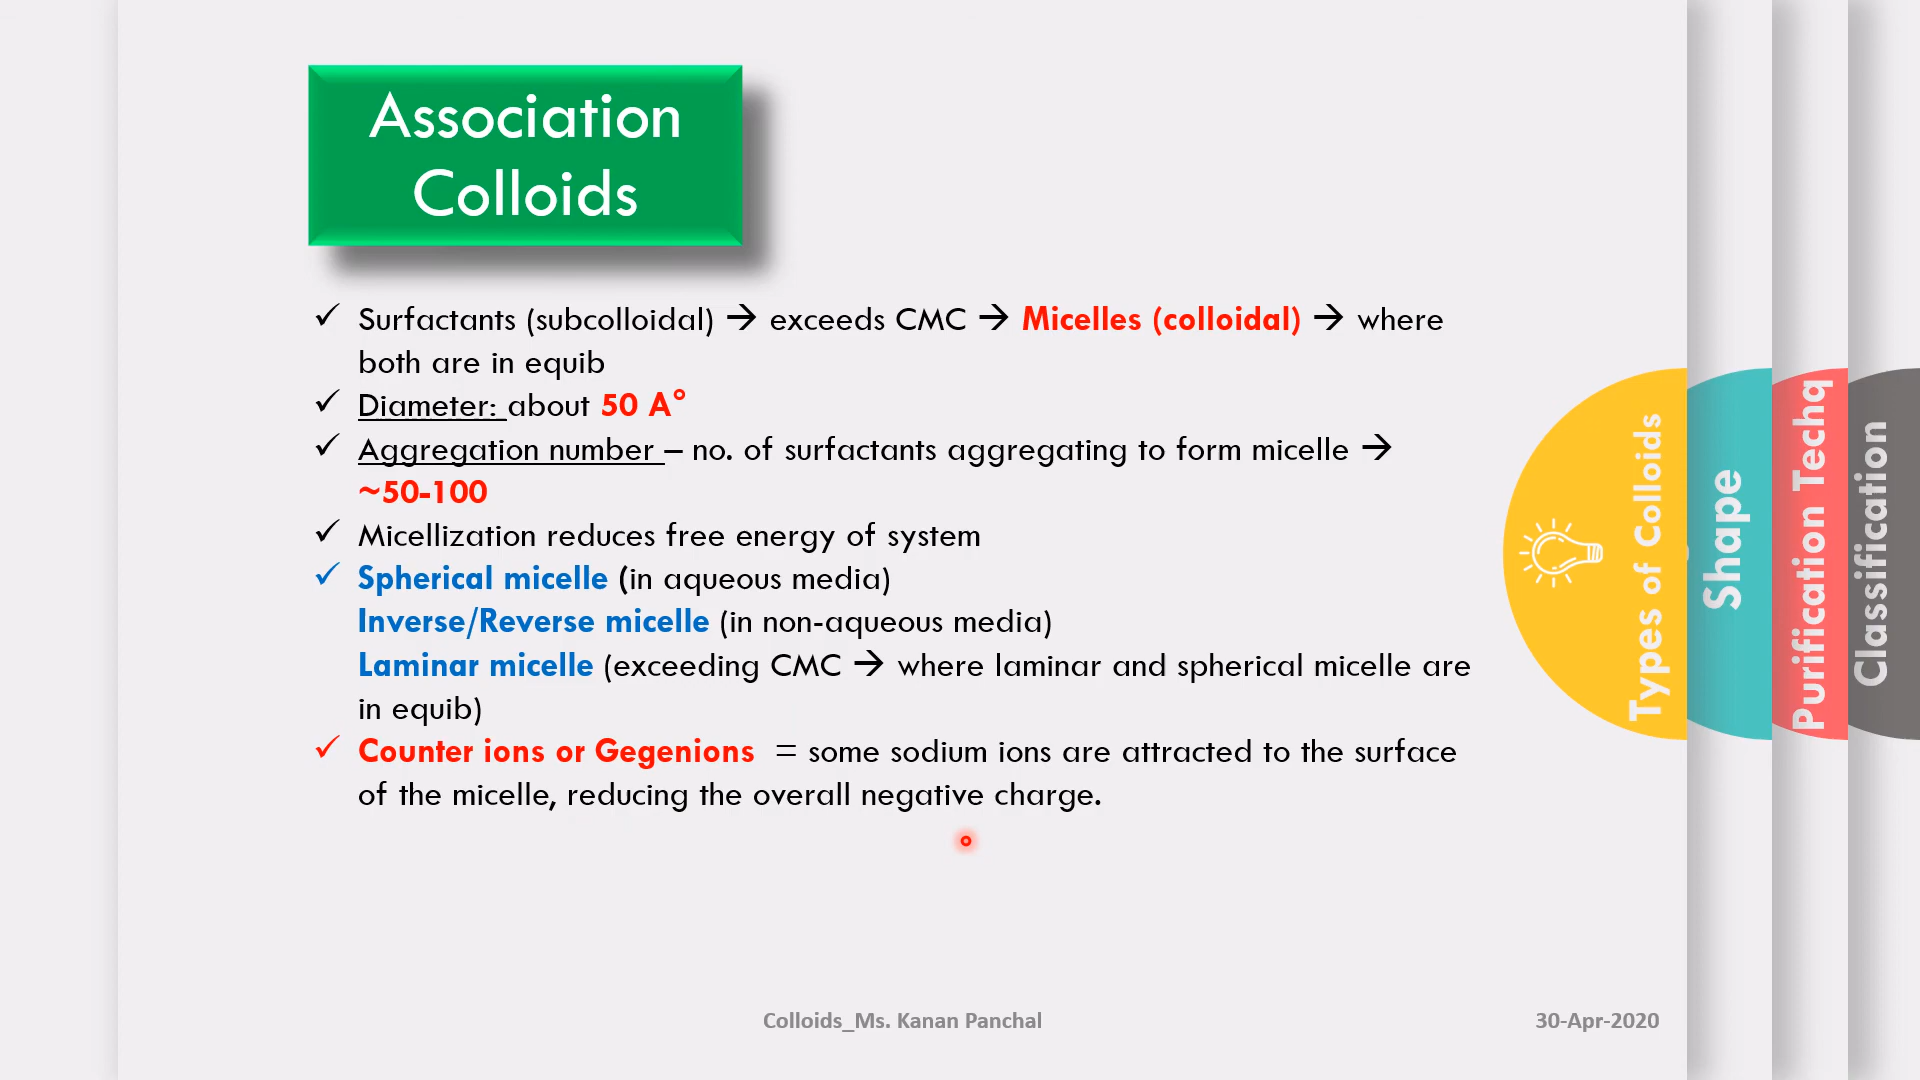 Association
Colloids
✓ Surfactants (subcolloidal) → exceeds CMC → Micelles (colloidal) → where
both are in equib
✓ Diameter: about 50 A°
✓ Aggregation number – no. of surfactants aggregating to form micelle →
~50-100
✓ Micellization reduces free energy of system
✓ Spherical micelle (in aqueous media)
Inverse/Reverse micelle (in non-aqueous media)
Laminar micelle (exceeding CMC → where laminar and spherical micelle are
in equib)
✓ Counter ions or Gegenions = some sodium ions are attracted to the surface
of the micelle, reducing the overall negative charge.
Types of Colloids
Shape
Purification Techq
Classification
Colloids_Ms. Kanan Panchal
30-Apr-2020